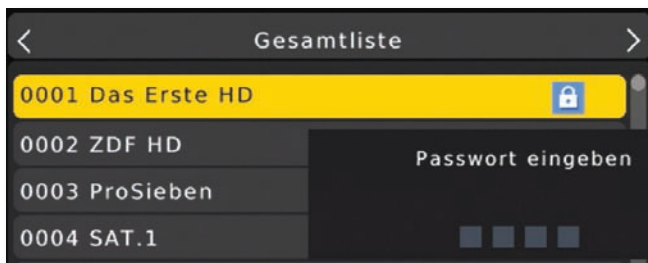 Gesamtliste
0001 Das Erste HD
0002 ZDF HD
Passwort eingeben
0003 ProSieben
0004 SAT.1